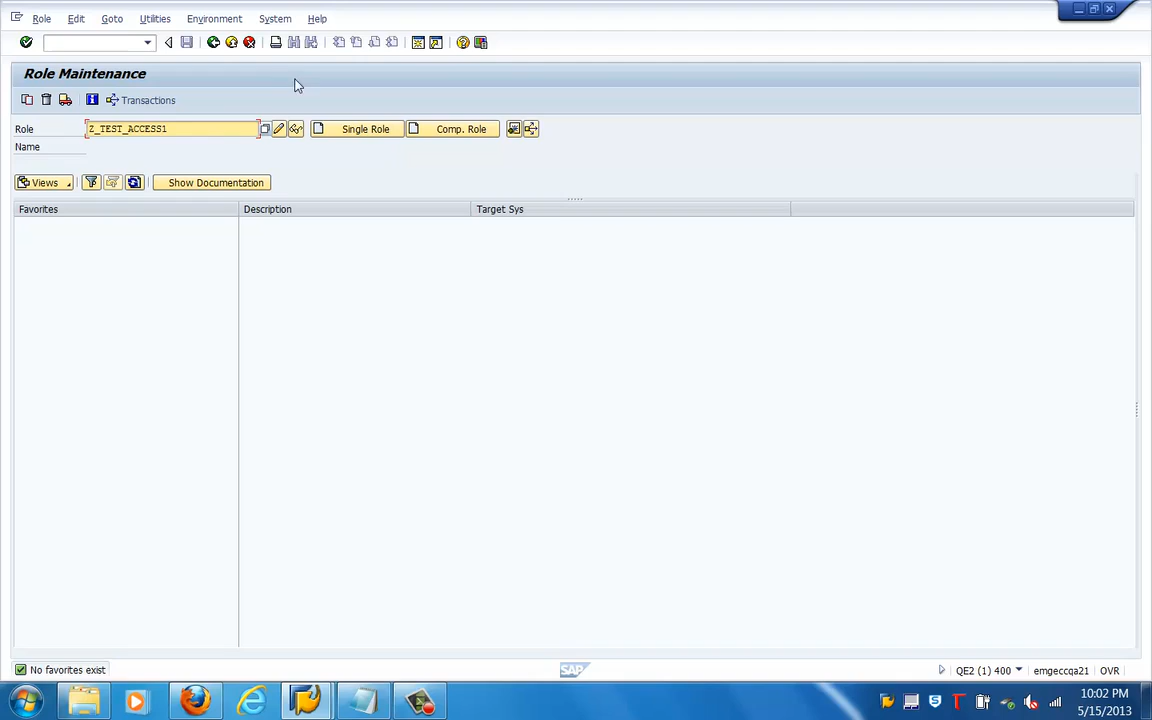 Role Edit Goto Utilities Environment System Help
Role Maintenance
Transactions
Role Z_TEST_ACCESS1 Single Role Comp. Role
Name
Views Show Documentation
Favorites Description Target Sys
No favorites exist SAP QE2 (1) 400 emgeccqa21 OVR
10:02 PM
5/15/2013